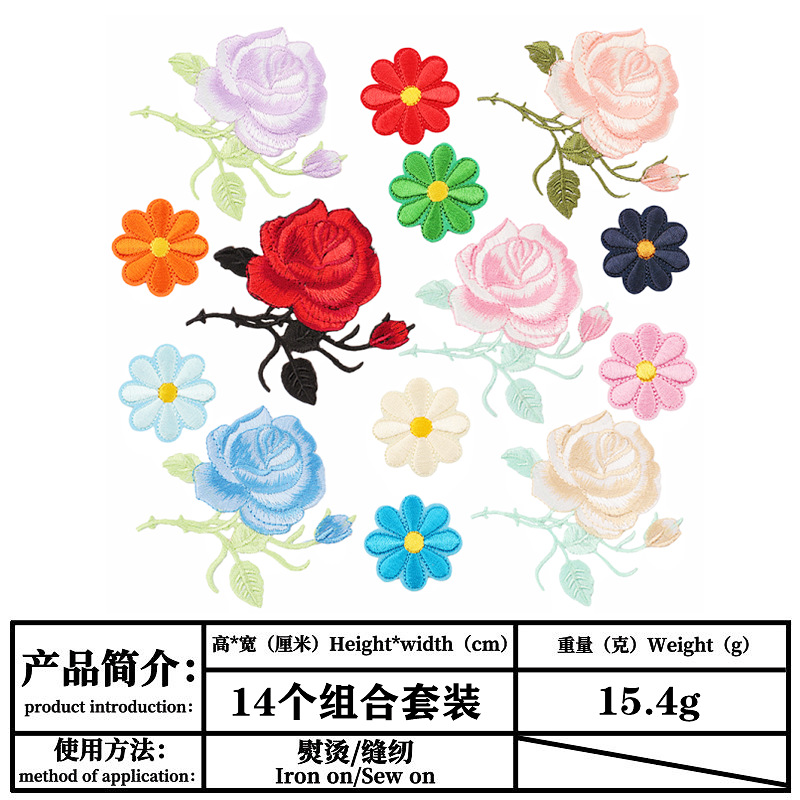 产品简介：
product introduction：
高*宽（厘米）Height*width（cm）
重量（克）Weight（g）
14个组合套装
15.4g
使用方法：
method of application：
熨烫/缝纫
Iron on/Sew on